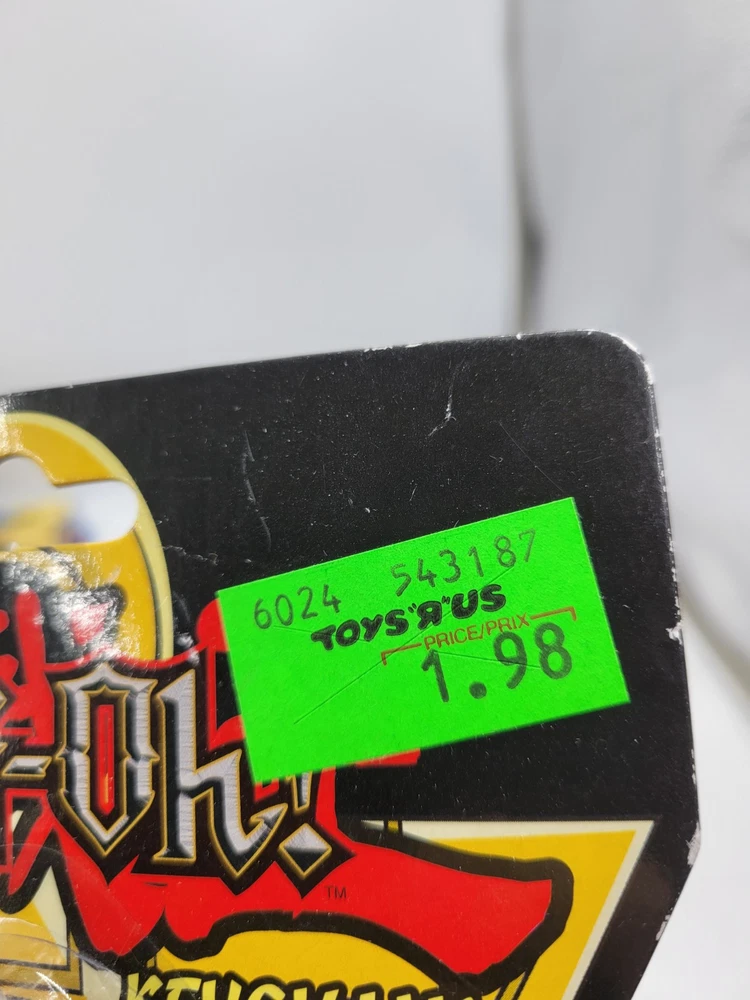 6024 543187
TOYS"R"US
PRICE/PRIX
1.98
-Oh!
TM